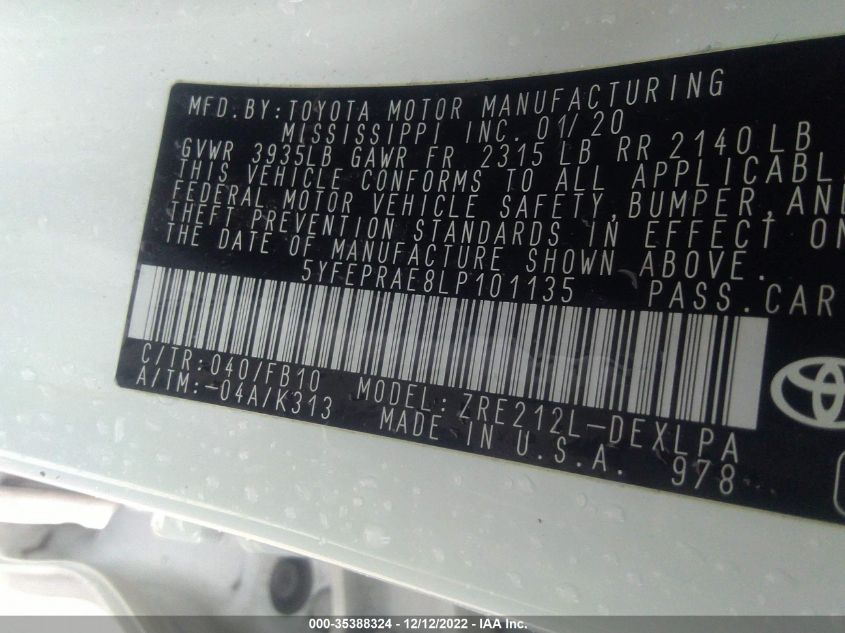 MFD.BY:TOYOTA MOTOR MANUFACTURING
MISSISSIPPI INC. 01/20
GVWR 3935LB GAWR FR 2315 LB RR 2140 LB
THIS VEHICLE CONFORMS TO ALL APPLICABL
FEDERAL MOTOR VEHICLE SAFETY,BUMPER,AND
THEFT PREVENTION STANDARDS IN EFFECT ON
THE DATE OF MANUFACTURE SHOWN ABOVE.
5YFEPRAE8LP101135 PASS.CAR
C/TR:040/FB10 MODEL:ZRE212L-DEXLPA
A/TM:-04A/K313 MADE IN U.S.A. 978
000-35388324 - 12/12/2022 - IAA Inc.